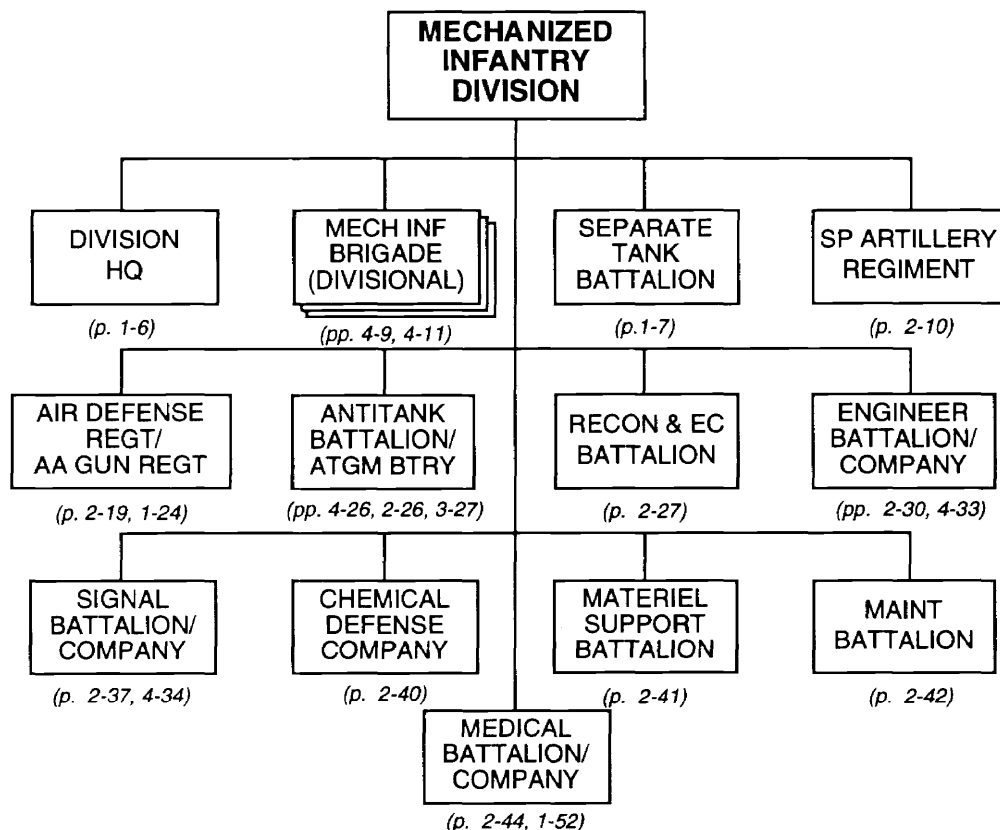 MECHANIZED
INFANTRY
DIVISION
DIVISION
HQ
(p. 1-6)
MECH INF
BRIGADE
(DIVISIONAL)
(pp. 4-9, 4-11)
SEPARATE
TANK
BATTALION
(p.1-7)
SP ARTILLERY
REGIMENT
(p. 2-10)
AIR DEFENSE
REGT/
AA GUN REGT
(p. 2-19, 1-24)
ANTITANK
BATTALION/
ATGM BTRY
(pp. 4-26, 2-26, 3-27)
RECON & EC
BATTALION
(p. 2-27)
ENGINEER
BATTALION/
COMPANY
(pp. 2-30, 4-33)
SIGNAL
BATTALION/
COMPANY
(p. 2-37, 4-34)
CHEMICAL
DEFENSE
COMPANY
(p. 2-40)
MATERIEL
SUPPORT
BATTALION
(p. 2-41)
MAINT
BATTALION
(p. 2-42)
MEDICAL
BATTALION/
COMPANY
(p. 2-44, 1-52)